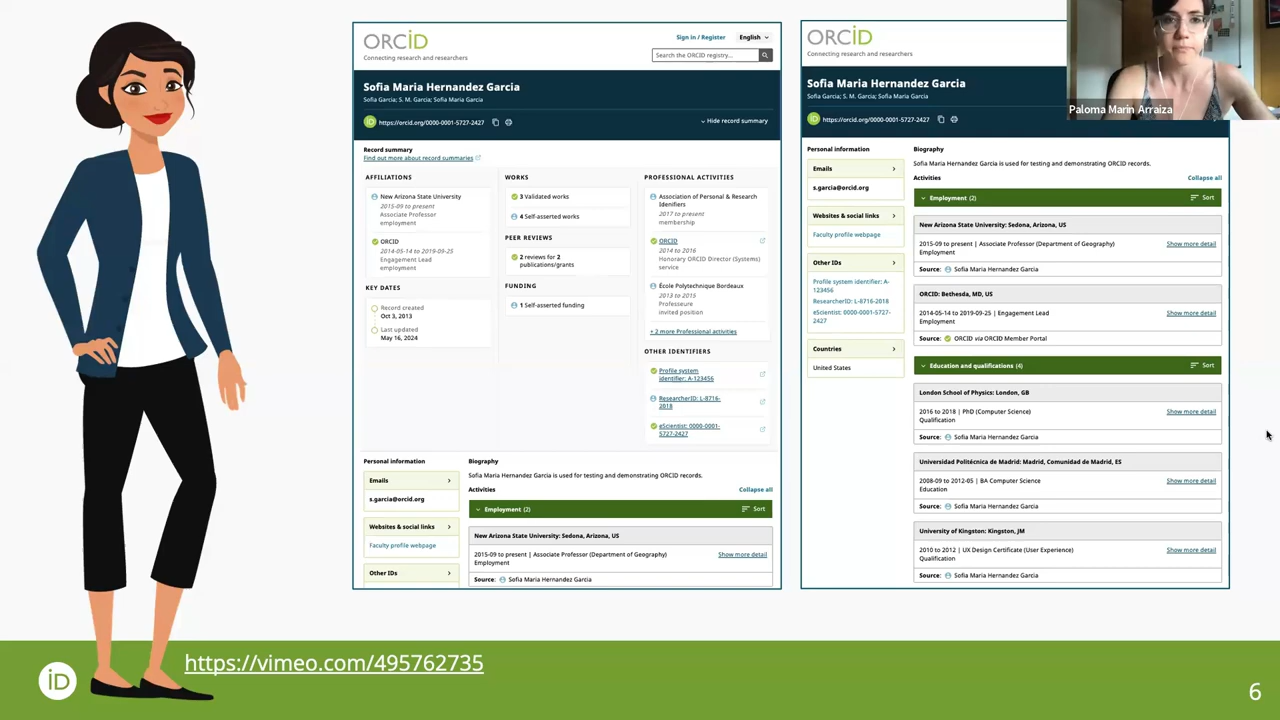 ORCID
Connecting research and researchers
Sign in / Register
English
Search the ORCID registry...
Sofia Maria Hernandez Garcia
Sofia Garcia; S. M. Garcia; Sofia Maria Garcia
https://orcid.org/0000-0001-5727-2427
Hide record summary
Record summary
Find out more about record summaries
AFFILIATIONS
New Arizona State University
2015-09 to present
Associate Professor
employment
ORCID
2014-05-14 to 2019-09-25
Engagement Lead
employment
KEY DATES
Record created
Oct 3, 2013
Last updated
May 16, 2024
WORKS
3 Validated works
4 Self-asserted works
PEER REVIEWS
2 reviews for 2
publications/grants
FUNDING
1 Self-asserted funding
PROFESSIONAL ACTIVITIES
Association of Personal & Research
Idenifiers
2017 to present
membership
ORCID
2014 to 2016
Honorary ORCID Director (Systems)
service
École Polytechnique Bordeaux
2013 to 2015
Professeure
invited position
+ 2 more Professional activities
OTHER IDENTIFIERS
Profile system
identifier: A-123456
ResearcherID: L-8716-
2018
eScientist: 0000-0001-
5727-2427
Personal information
Emails
s.garcia@orcid.org
Websites & social links
Faculty profile webpage
Other IDs
Biography
Sofia Maria Hernandez Garcia is used for testing and demonstrating ORCID records.
Activities
Collapse all
Employment (2)
Sort
New Arizona State University: Sedona, Arizona, US
2015-09 to present | Associate Professor (Department of Geography)
Employment
Show more detail
Source: Sofia Maria Hernandez Garcia
ORCID
Connecting research and researchers
Sofia Maria Hernandez Garcia
Sofia Garcia; S. M. Garcia; Sofia Maria Garcia
https://orcid.org/0000-0001-5727-2427
Paloma Marín Arraiza
Personal information
Emails
s.garcia@orcid.org
Websites & social links
Faculty profile webpage
Other IDs
Profile system identifier: A-
123456
ResearcherID: L-8716-2018
eScientist: 0000-0001-5727-
2427
Countries
United States
Biography
Sofia Maria Hernandez Garcia is used for testing and demonstrating ORCID records.
Activities
Collapse all
Employment (2)
Sort
New Arizona State University: Sedona, Arizona, US
2015-09 to present | Associate Professor (Department of Geography)
Employment
Show more detail
Source: Sofia Maria Hernandez Garcia
ORCID: Bethesda, MD, US
2014-05-14 to 2019-09-25 | Engagement Lead
Employment
Show more detail
Source: ORCID via ORCID Member Portal
Education and qualifications (4)
Sort
London School of Physics: London, GB
2016 to 2018 | PhD (Computer Science)
Qualification
Show more detail
Source: Sofia Maria Hernandez Garcia
Universidad Politécnica de Madrid: Madrid, Comunidad de Madrid, ES
2008-09 to 2012-05 | BA Computer Science
Education
Show more detail
Source: Sofia Maria Hernandez Garcia
University of Kingston: Kingston, JM
2010 to 2012 | UX Design Certificate (User Experience)
Qualification
Show more detail
Source: Sofia Maria Hernandez Garcia
iD
https://vimeo.com/495762735
6